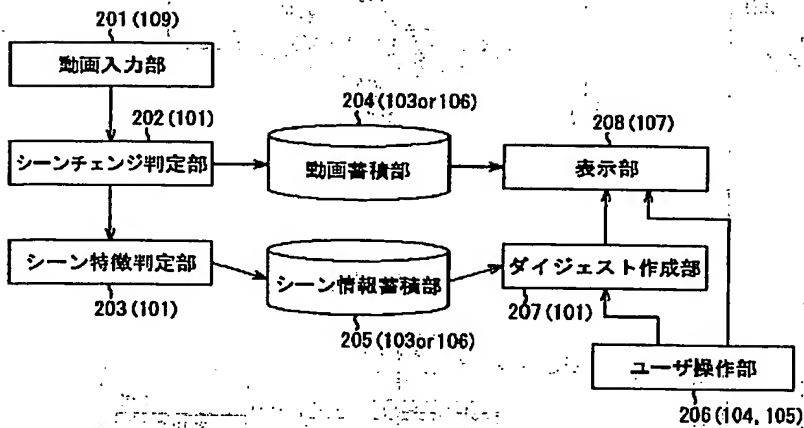 201(109)
動画入力部
202(101)
シーンチェンジ判定部
204(103or106)
動画蓄積部
208(107)
表示部
シーン特徴判定部
203(101)
シーン情報蓄積部
205(103or106)
ダイジェスト作成部
207(101)
ユーザ操作部
206(104,105)